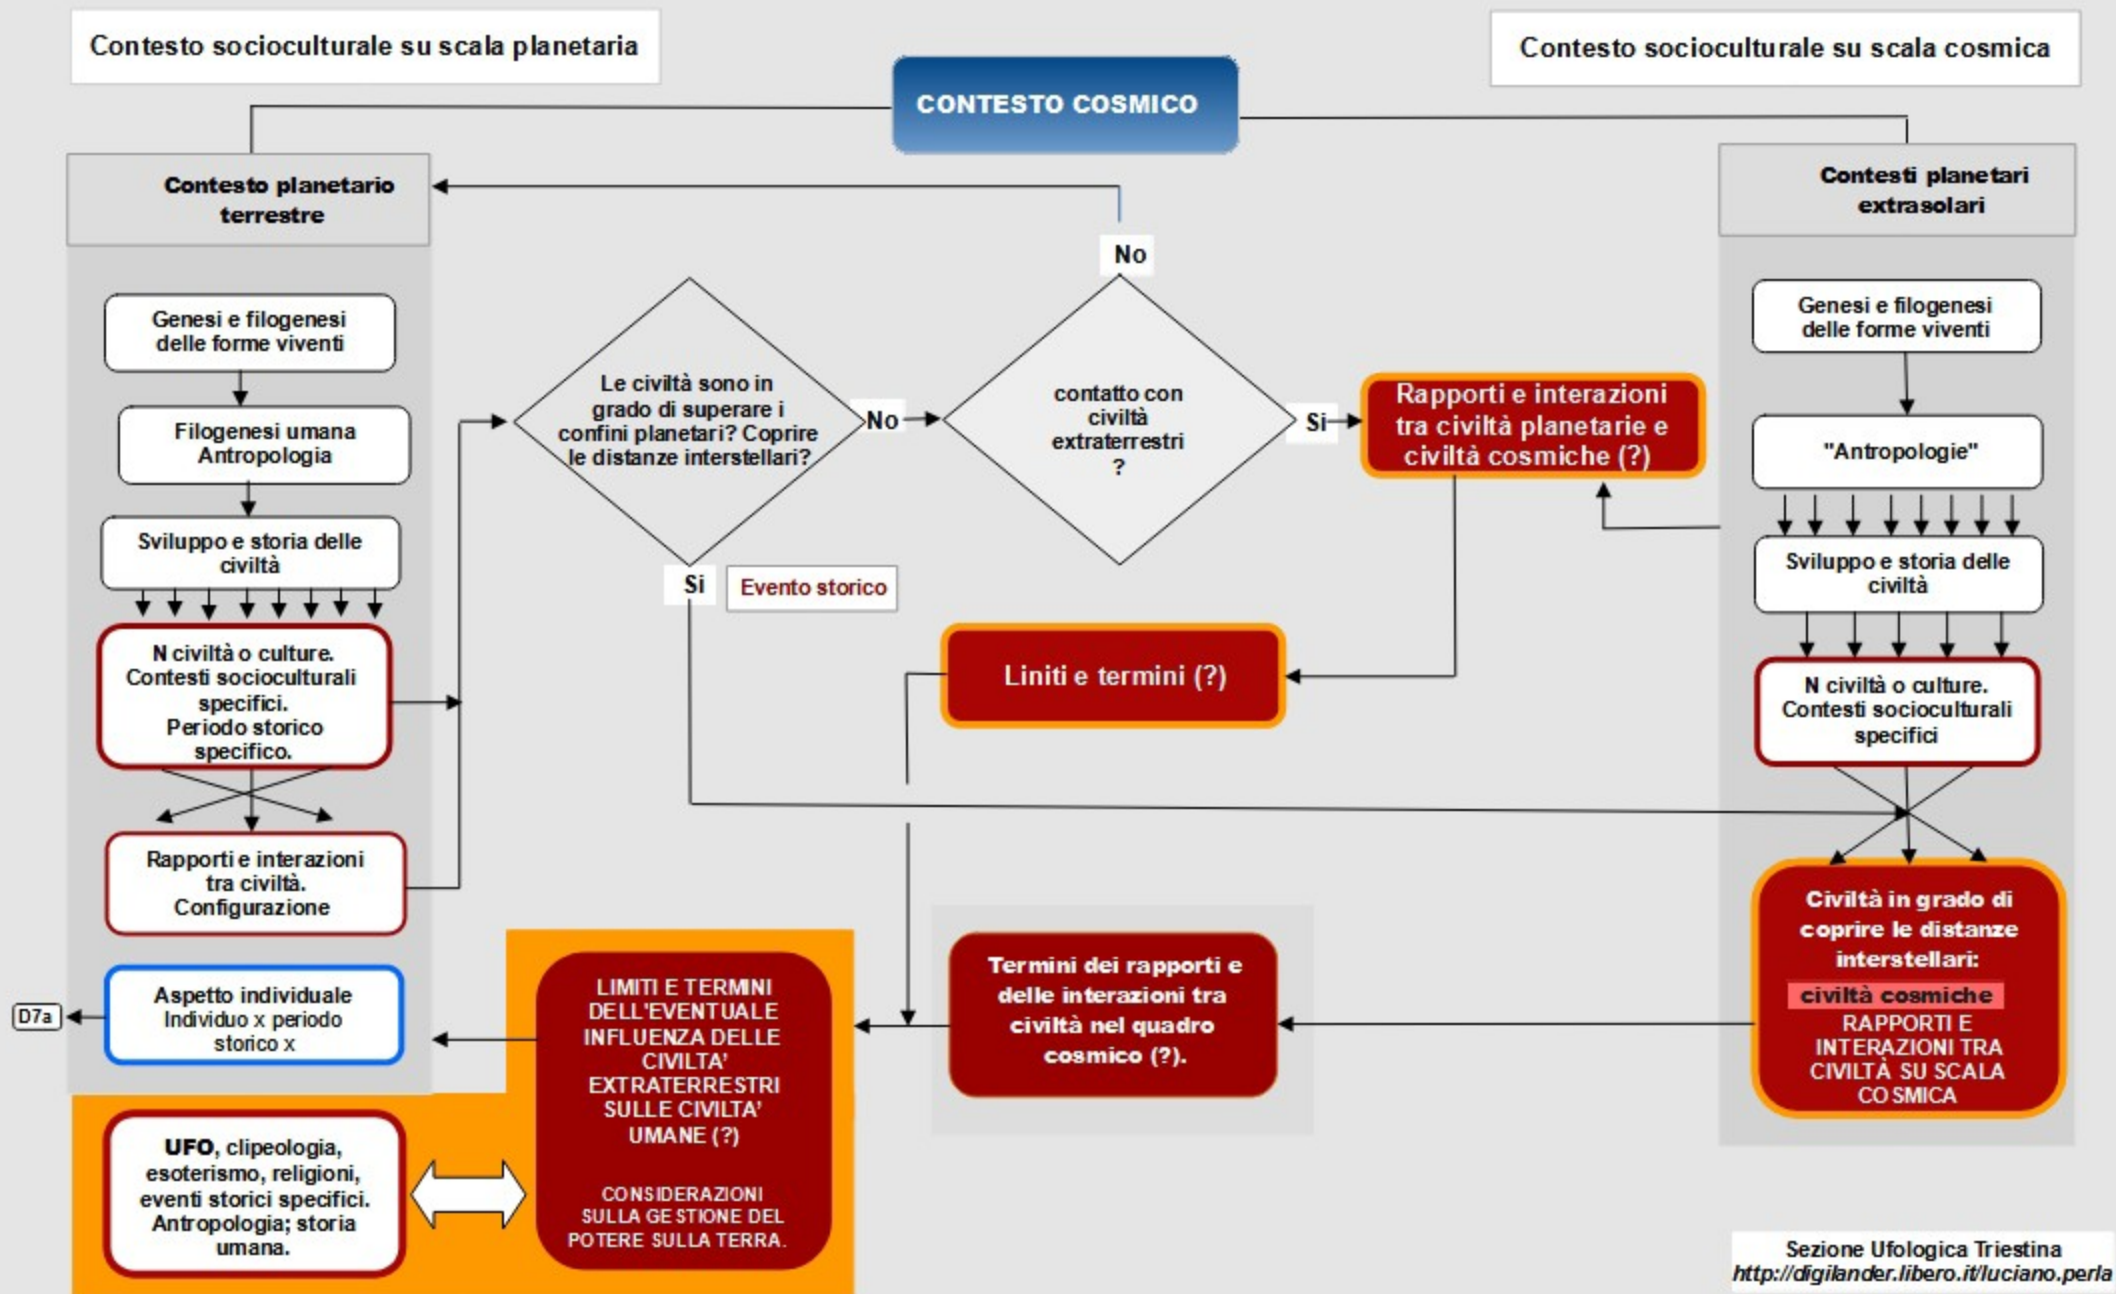 Contesto socioculturale su scala planetaria
Contesto socioculturale su scala cosmica
CONTESTO COSMICO
Contesto planetario
terrestre
Contesti planetari
extrasolari
Genesi e filogenesi
delle forme viventi
Filogenesi umana
Antropologia
Sviluppo e storia delle
civiltà
N civiltà o culture.
Contesti socioculturali
specifici.
Periodo storico
specifico.
Rapporti e interazioni
tra civiltà.
Configurazione
Aspetto individuale
Individuo x periodo
storico x
D7a
UFO, clipeologia,
esoterismo, religioni,
eventi storici specifici.
Antropologia; storia
umana.
Le civiltà sono in
grado di superare i
confini planetari? Coprire
le distanze interstellari?
No
Si
Evento storico
No
contatto con
civiltà
extraterrestri
?
Si
Rapporti e interazioni
tra civiltà planetarie e
civiltà cosmiche (?)
Liniti e termini (?)
LIMITI E TERMINI
DELL'EVENTUALE
INFLUENZA DELLE
CIVILTA'
EXTRATERRESTRI
SULLE CIVILTA'
UMANE (?)
CONSIDERAZIONI
SULLA GESTIONE DEL
POTERE SULLA TERRA.
Termini dei rapporti e
delle interazioni tra
civiltà nel quadro
cosmico (?).
Genesi e filogenesi
delle forme viventi
"Antropologie"
Sviluppo e storia delle
civiltà
N civiltà o culture.
Contesti socioculturali
specifici
Civiltà in grado di
coprire le distanze
interstellari:
civiltà cosmiche
RAPPORTI E
INTERAZIONI TRA
CIVILTÀ SU SCALA
COSMICA
Sezione Ufologica Triestina
http://digilander.libero.it/luciano.perla